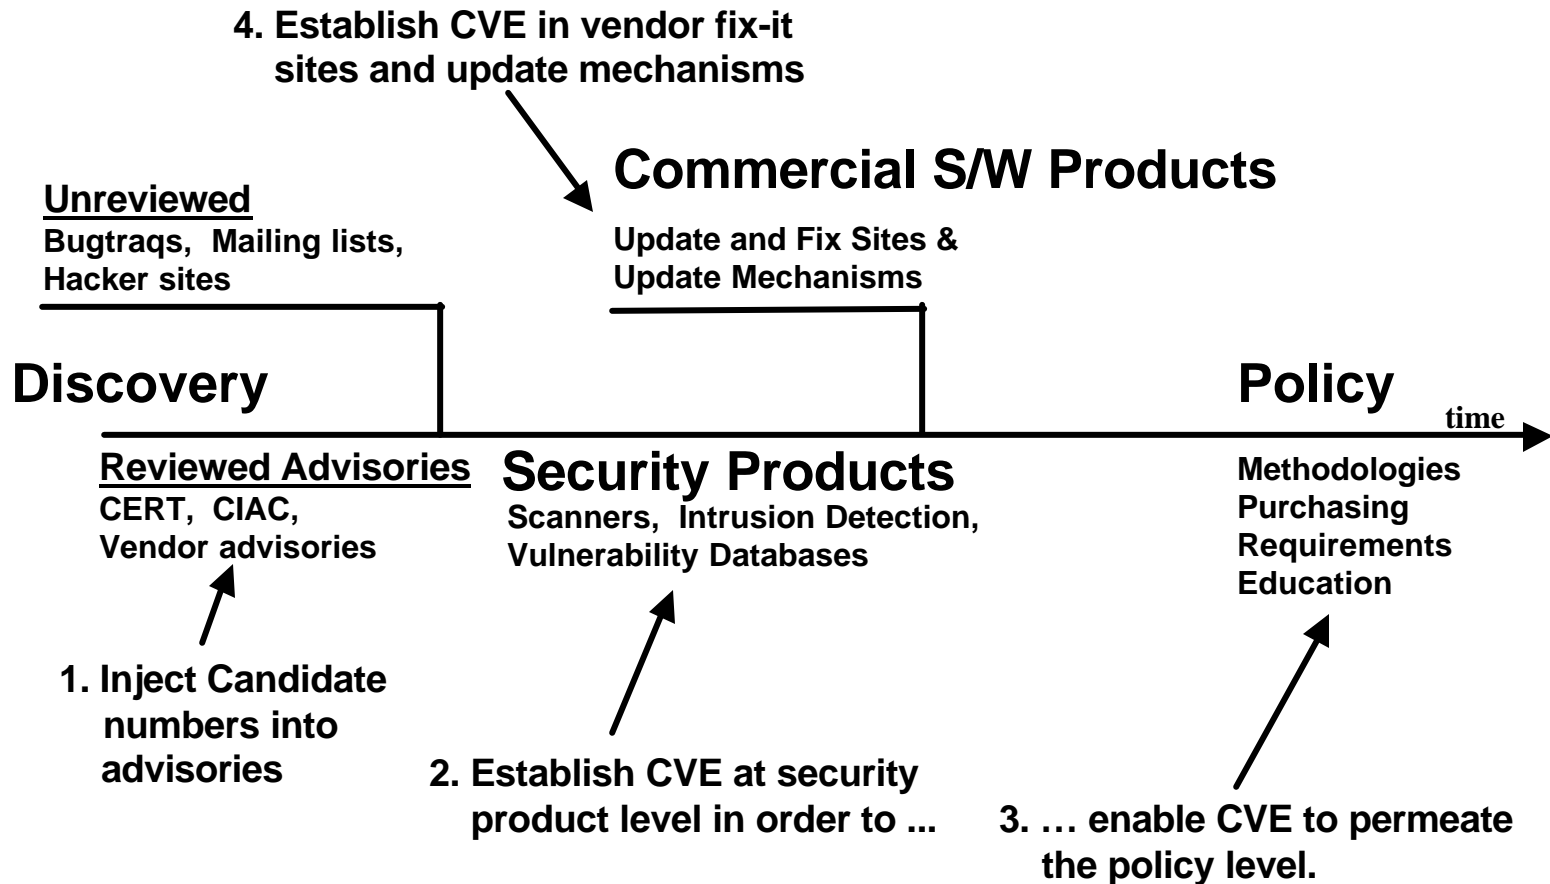 4. Establish CVE in vendor fix-it
sites and update mechanisms
Commercial S/W Products
Unreviewed
Bugtraqs, Mailing lists,
Hacker sites
Update and Fix Sites &
Update Mechanisms
Discovery
Policy
time
Reviewed Advisories
CERT, CIAC,
Vendor advisories
Security Products
Scanners, Intrusion Detection,
Vulnerability Databases
Methodologies
Purchasing
Requirements
Education
1. Inject Candidate
numbers into
advisories
2. Establish CVE at security
product level in order to ...
3. … enable CVE to permeate
the policy level.